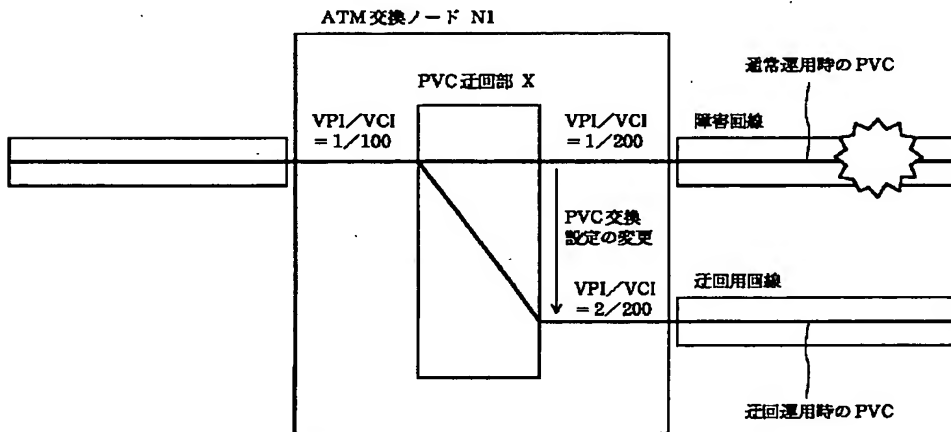 ATM交換ノード N1
通常運用時のPVC
PVC迂回部 X
VPI/VCI
=1/100
VPI/VCI
=1/200
障害回線
PVC交換
設定の変更
VPI/VCI
=2/200
迂回用回線
迂回運用時のPVC